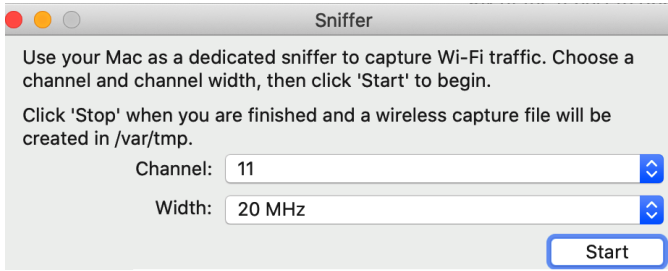 Sniffer
Use your Mac as a dedicated sniffer to capture Wi-Fi traffic. Choose a
channel and channel width, then click 'Start' to begin.
Click 'Stop' when you are finished and a wireless capture file will be
created in /var/tmp.
Channel: 11
Width: 20 MHz
Start